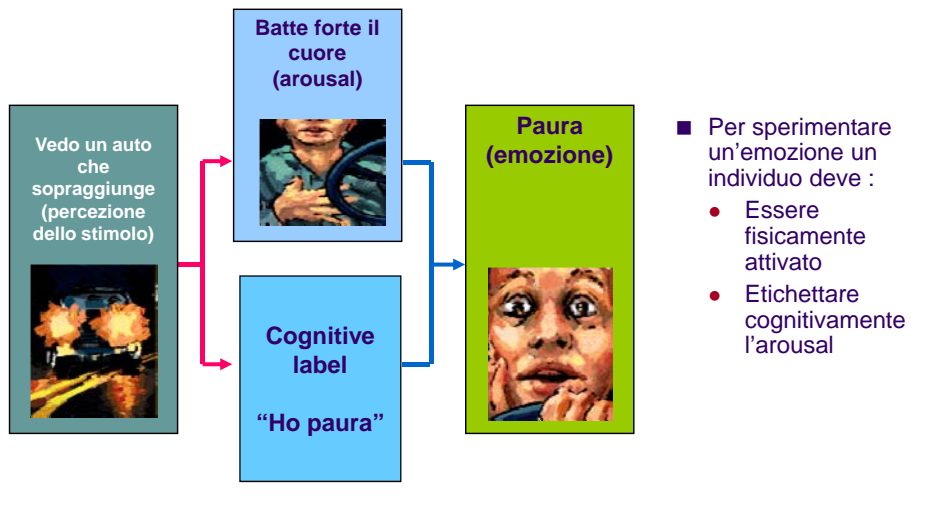 Vedo un auto
che
sopraggiunge
(percezione
dello stimolo)
Batte forte il
cuore
(arousal)
Cognitive
label
“Ho paura”
Paura
(emozione)
Per sperimentare
un’emozione un
individuo deve :
Essere
fisicamente
attivato
Etichettare
cognitivamente
l’arousal